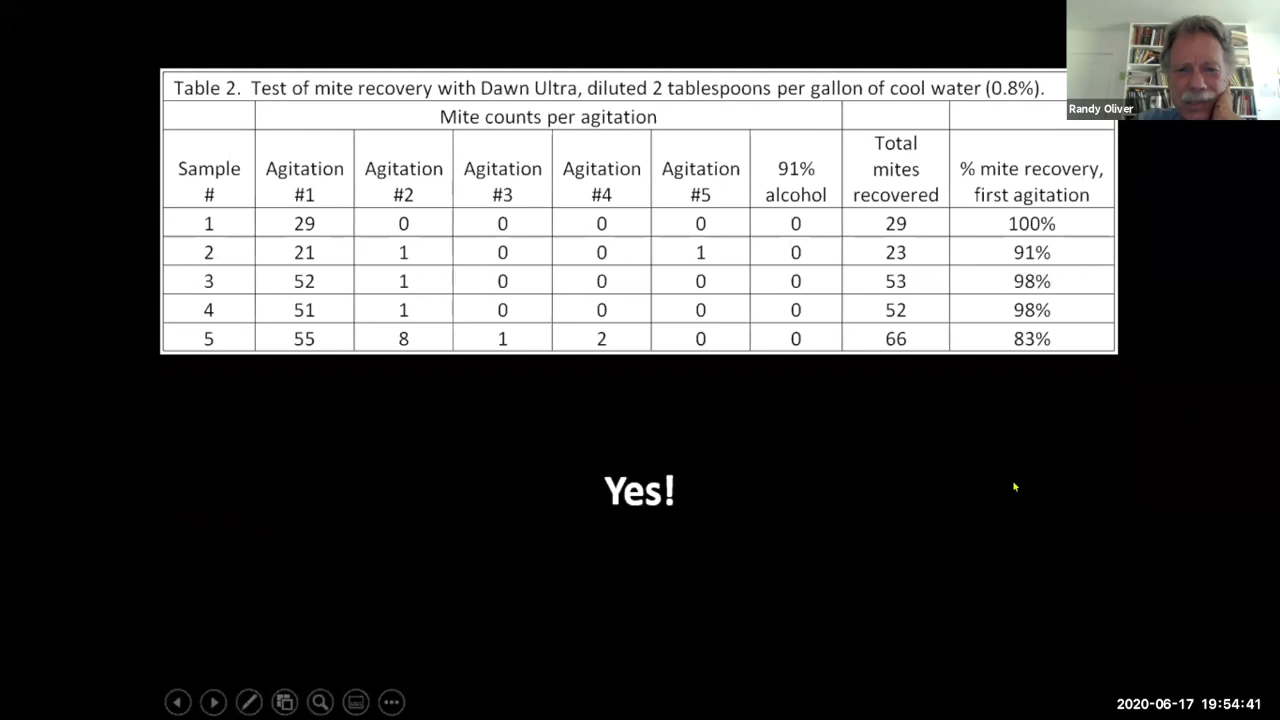 Table 2. Test of mite recovery with Dawn Ultra, diluted 2 tablespoons per gallon of cool water (0.8%).
Randy Oliver
Mite counts per agitation
Sample # Agitation #1 Agitation #2 Agitation #3 Agitation #4 Agitation #5 91% alcohol Total mites recovered % mite recovery, first agitation
1 29 0 0 0 0 0 29 100%
2 21 1 0 0 1 0 23 91%
3 52 1 0 0 0 0 53 98%
4 51 1 0 0 0 0 52 98%
5 55 8 1 2 0 0 66 83%
Yes!
2020-06-17 19:54:41